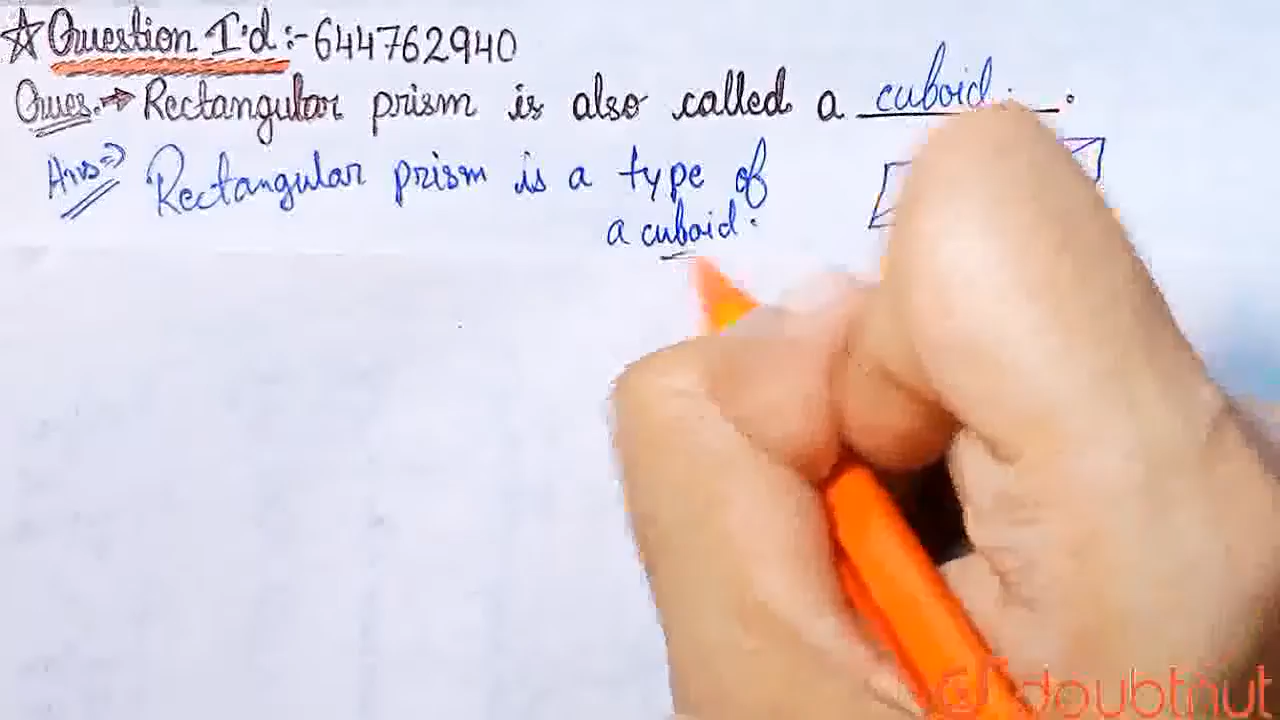 ☆ Question I'd :- 644762940
Ques. → Rectangular prism is also called a cuboid. .
Ans ⇒ Rectangular prism is a type of
a cuboid.
doubtnut